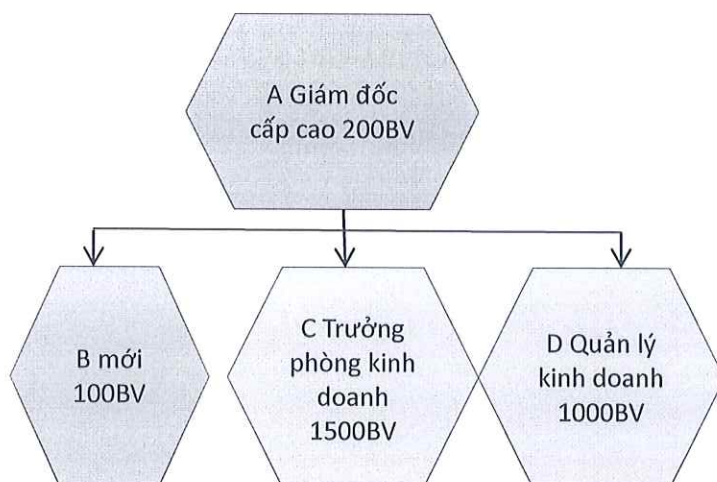 A Giám đốc
cấp cao 200BV
B mới
100BV
C Trưởng
phòng kinh
doanh
1500BV
D Quản lý
kinh doanh
1000BV